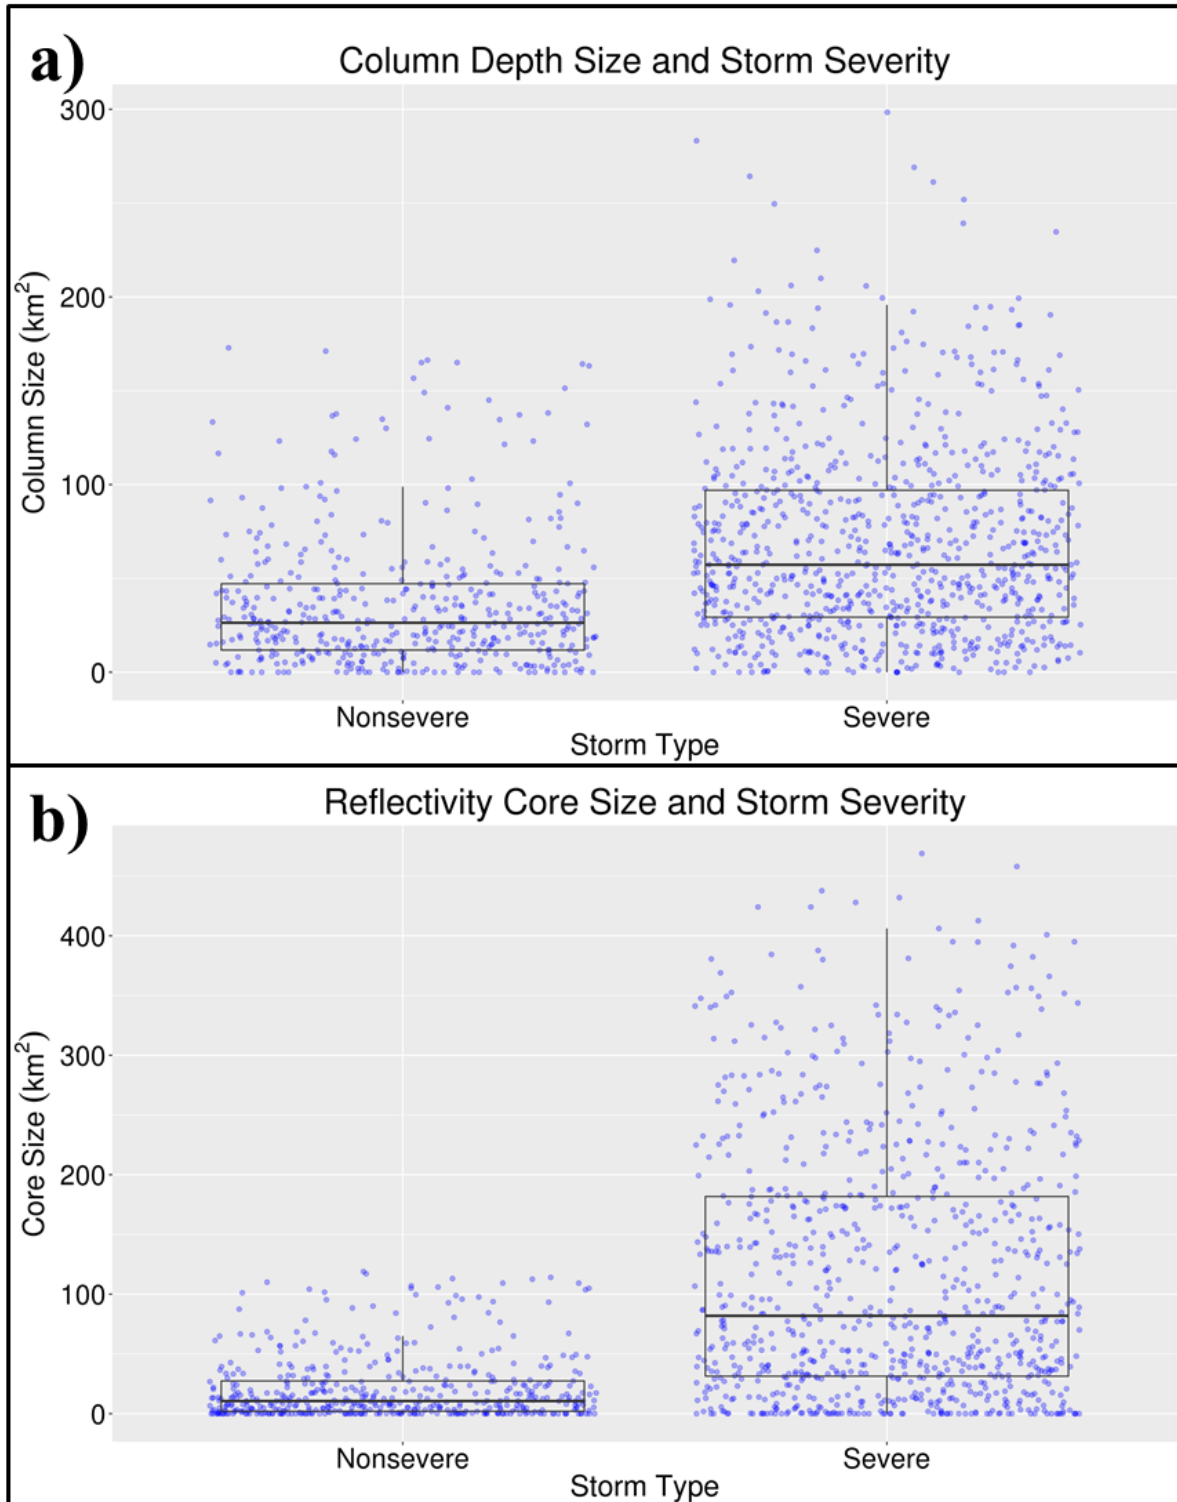 a)
Column Depth Size and Storm Severity
300
200
100
0
Column Size (km²)
Nonsevere
Severe
Storm Type
b)
Reflectivity Core Size and Storm Severity
400
300
200
100
0
Core Size (km²)
Nonsevere
Severe
Storm Type